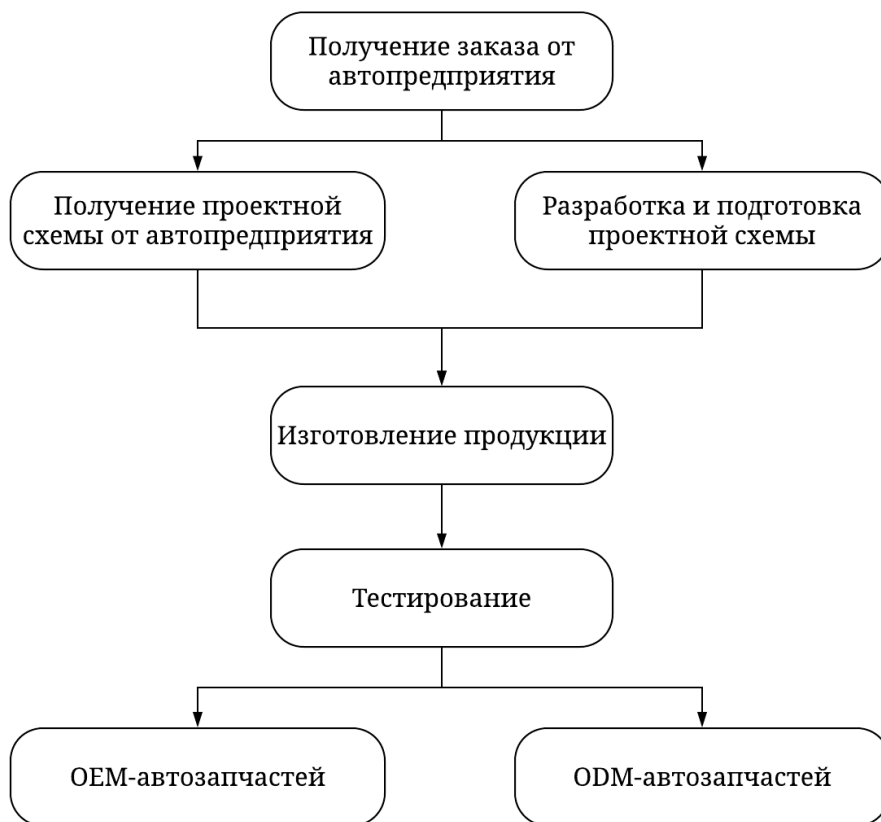 Получение заказа от
автопредприятия
Получение проектной
схемы от автопредприятия
Разработка и подготовка
проектной схемы
Изготовление продукции
Тестирование
OEM-автозапчастей
ODM-автозапчастей